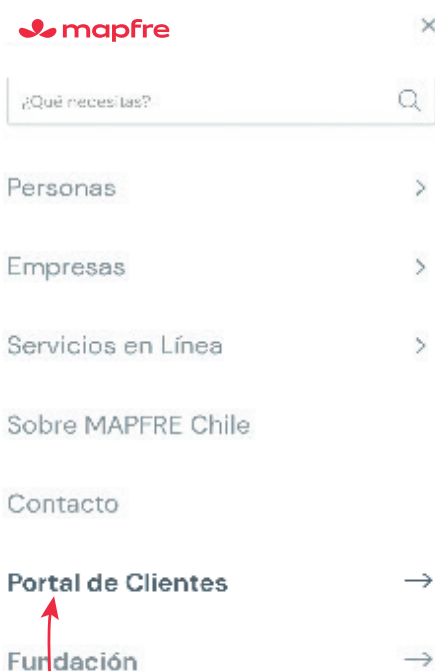 mapfre
¿Qué necesitas?
Personas
Empresas
Servicios en Línea
Sobre MAPFRE Chile
Contacto
Portal de Clientes
Fundación